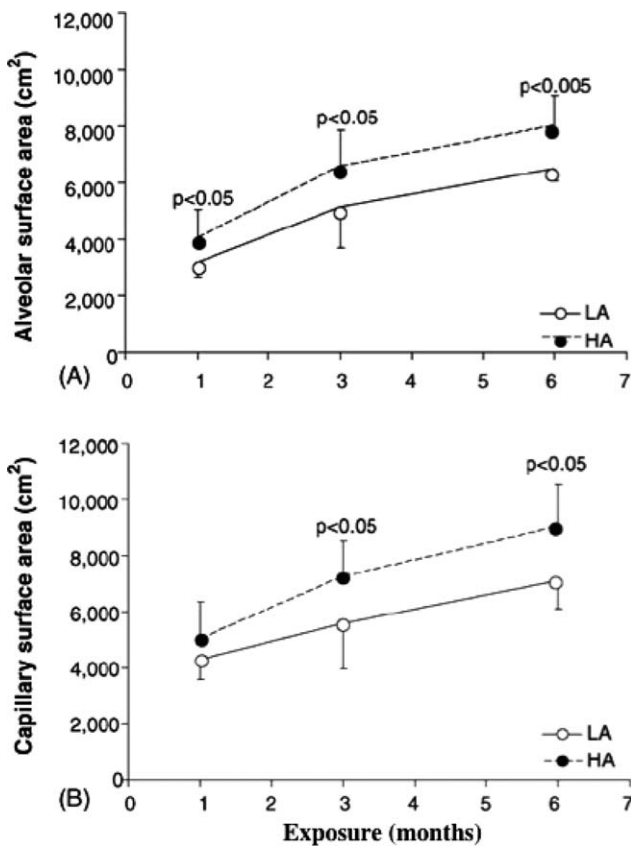 Alveolar surface area (cm²)
12,000
10,000
8,000
6,000
4,000
2,000
0
p<0.05
p<0.05
p<0.005
LA
HA
(A)
0 1 2 3 4 5 6 7
Capillary surface area (cm²)
12,000
10,000
8,000
6,000
4,000
2,000
0
p<0.05
p<0.05
LA
HA
(B)
0 1 2 3 4 5 6 7
Exposure (months)